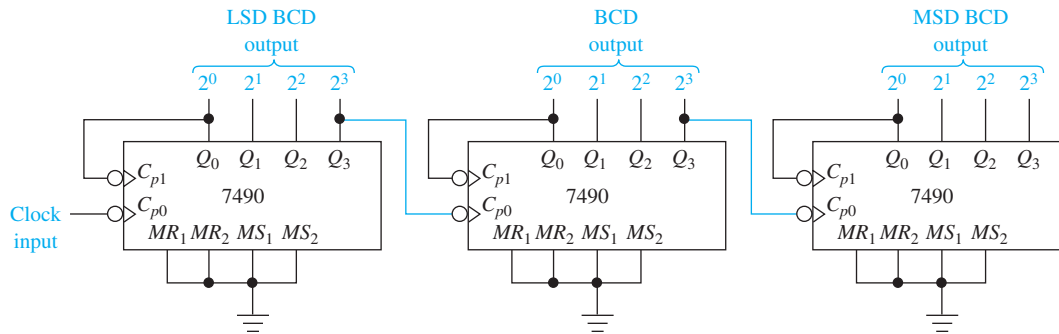 LSD BCD output
BCD output
MSD BCD output
2⁰ 2¹ 2² 2³
2⁰ 2¹ 2² 2³
2⁰ 2¹ 2² 2³
Q₀ Q₁ Q₂ Q₃
Q₀ Q₁ Q₂ Q₃
Q₀ Q₁ Q₂ Q₃
Cp1
Cp1
Cp1
7490
7490
7490
Clock input
Cp0
Cp0
Cp0
MR₁ MR₂ MS₁ MS₂
MR₁ MR₂ MS₁ MS₂
MR₁ MR₂ MS₁ MS₂